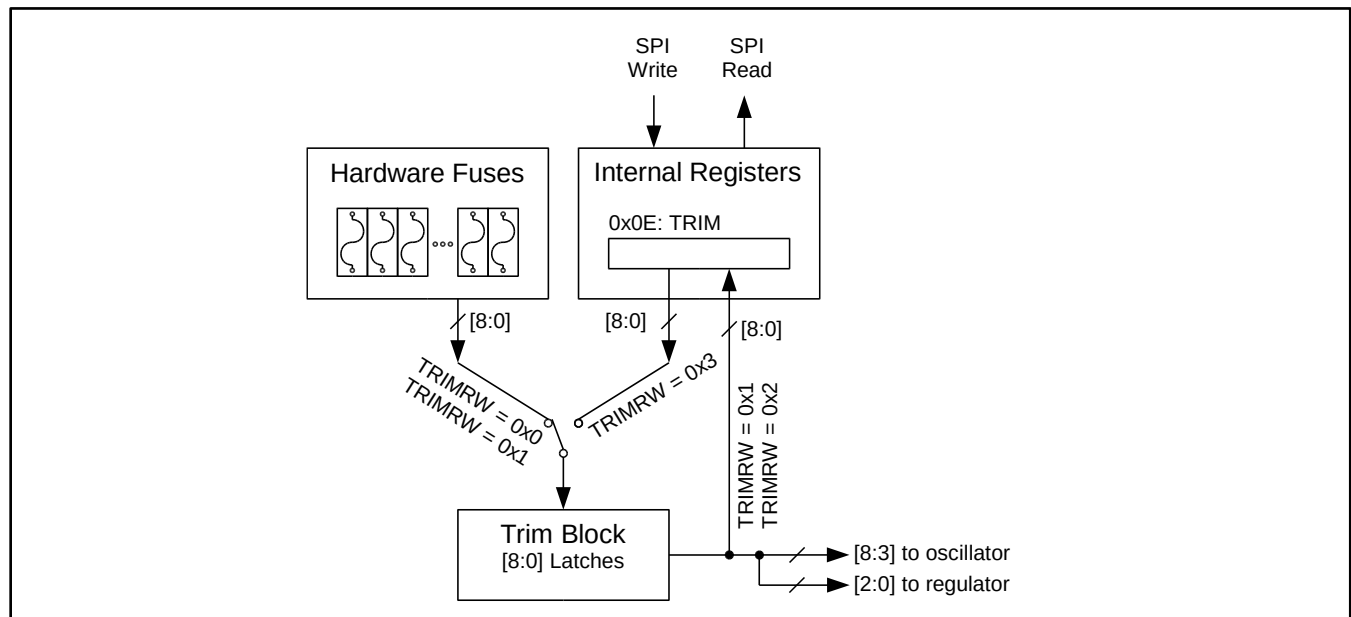 SPI
Write
SPI
Read
Hardware Fuses
Internal Registers
0x0E: TRIM
[8:0]
[8:0]
[8:0]
TRIMRW = 0x0
TRIMRW = 0x1
TRIMRW = 0x3
TRIMRW = 0x1
TRIMRW = 0x2
Trim Block
[8:0] Latches
[8:3] to oscillator
[2:0] to regulator